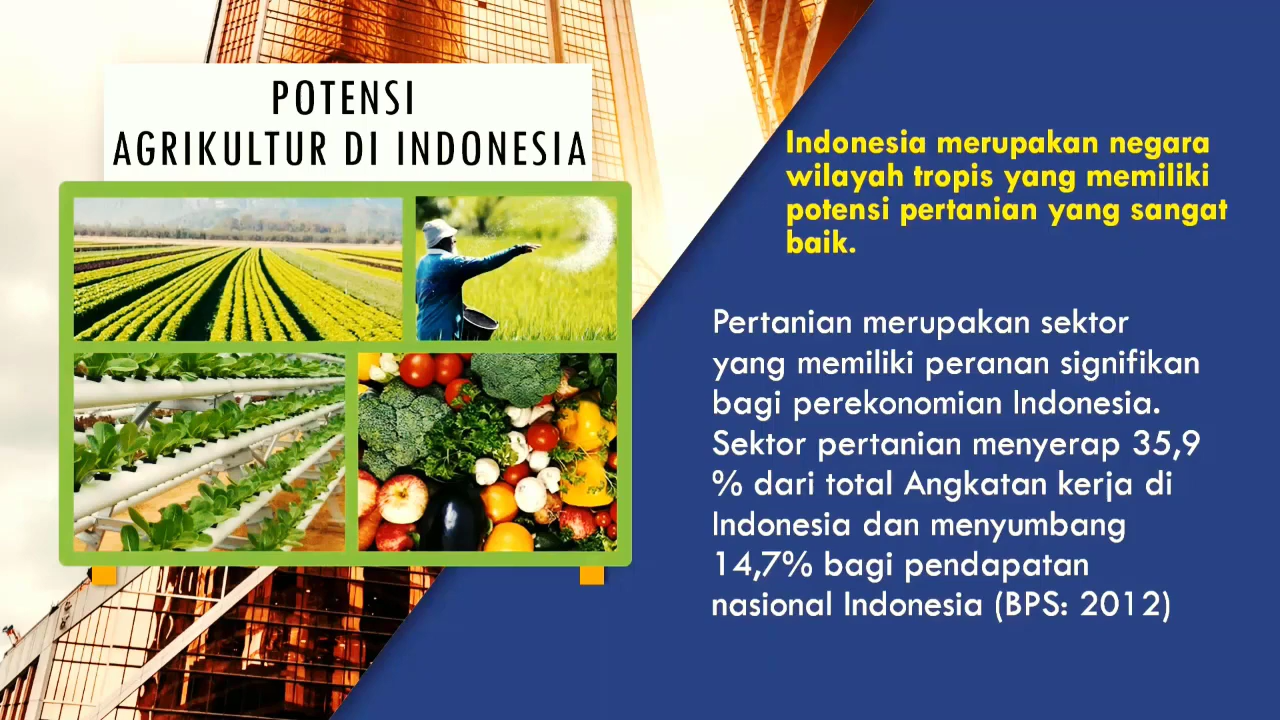 POTENSI
AGRIKULTUR DI INDONESIA
Indonesia merupakan negara
wilayah tropis yang memiliki
potensi pertanian yang sangat
baik.
Pertanian merupakan sektor
yang memiliki peranan signifikan
bagi perekonomian Indonesia.
Sektor pertanian menyerap 35,9
% dari total Angkatan kerja di
Indonesia dan menyumbang
14,7% bagi pendapatan
nasional Indonesia (BPS: 2012)